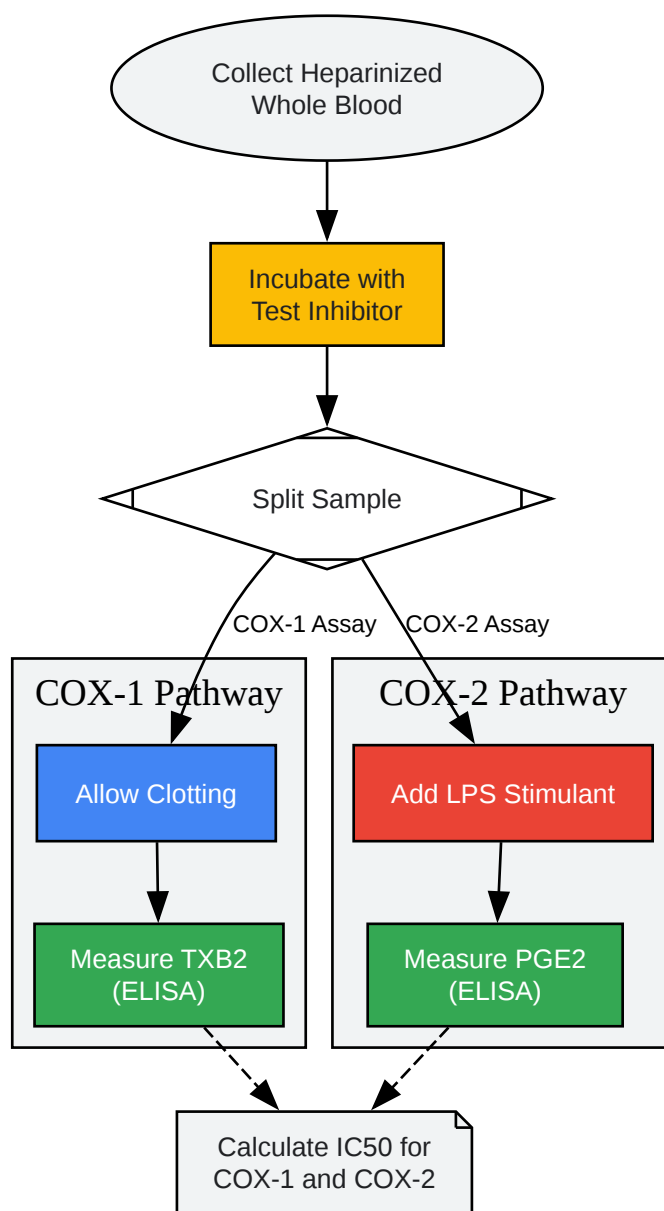 Collect Heparinized
Whole Blood
Incubate with
Test Inhibitor
Split Sample
COX-1 Assay
COX-2 Assay
COX-1 Pathway
COX-2 Pathway
Allow Clotting
Add LPS Stimulant
Measure TXB2
(ELISA)
Measure PGE2
(ELISA)
Calculate IC50 for
COX-1 and COX-2